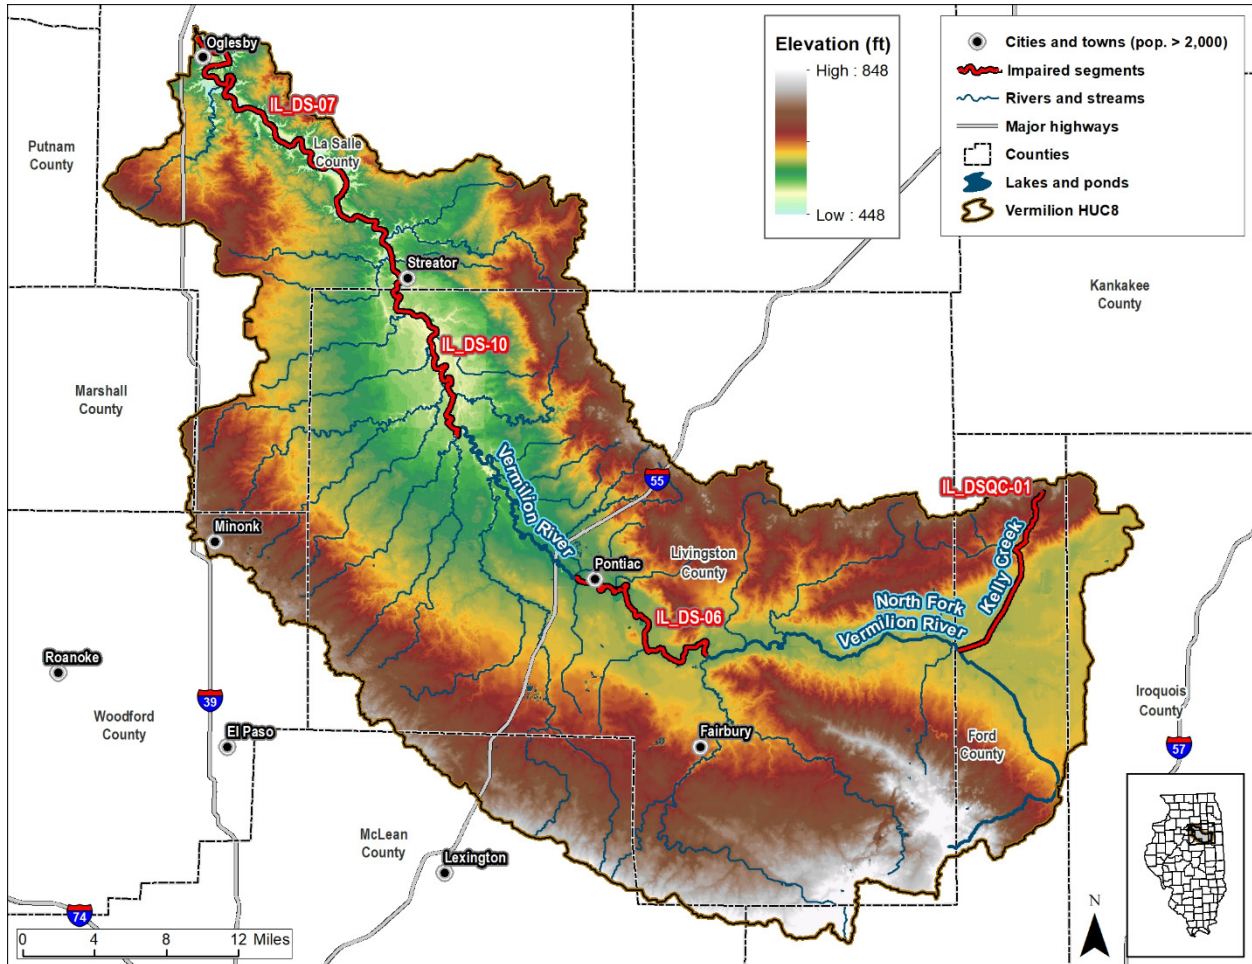 Oglesby
IL_DS-07
La Salle
County
Putnam
County
Elevation (ft)
High : 848
Low : 448
Cities and towns (pop. > 2,000)
Impaired segments
Rivers and streams
Major highways
Counties
Lakes and ponds
Vermilion HUC8
Streator
Kankakee
County
IL_DS-10
Marshall
County
Vermilion River
55
IL_DSQC-01
Minonk
Kelly Creek
Livingston
County
Pontiac
North Fork
Vermilion River
IL_DS-06
Roanoke
39
Woodford
County
Iroquois
County
El Paso
Fairbury
Ford
County
57
McLean
County
Lexington
74
N
0 4 8 12 Miles